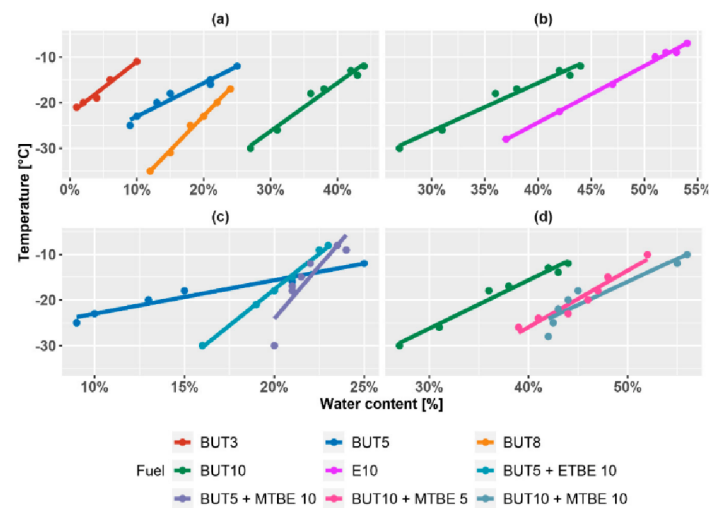 (a) (b)
-10
-20
-30
0% 10% 20% 30% 40% 30% 35% 40% 45% 50% 55%
(c) (d)
-10
-20
-30
10% 15% 20% 25% 30% 40% 50%
Temperature [°C]
Water content [%]
BUT3 BUT5 BUT8
Fuel BUT10 E10 BUT5 + ETBE 10
BUT5 + MTBE 10 BUT10 + MTBE 5 BUT10 + MTBE 10